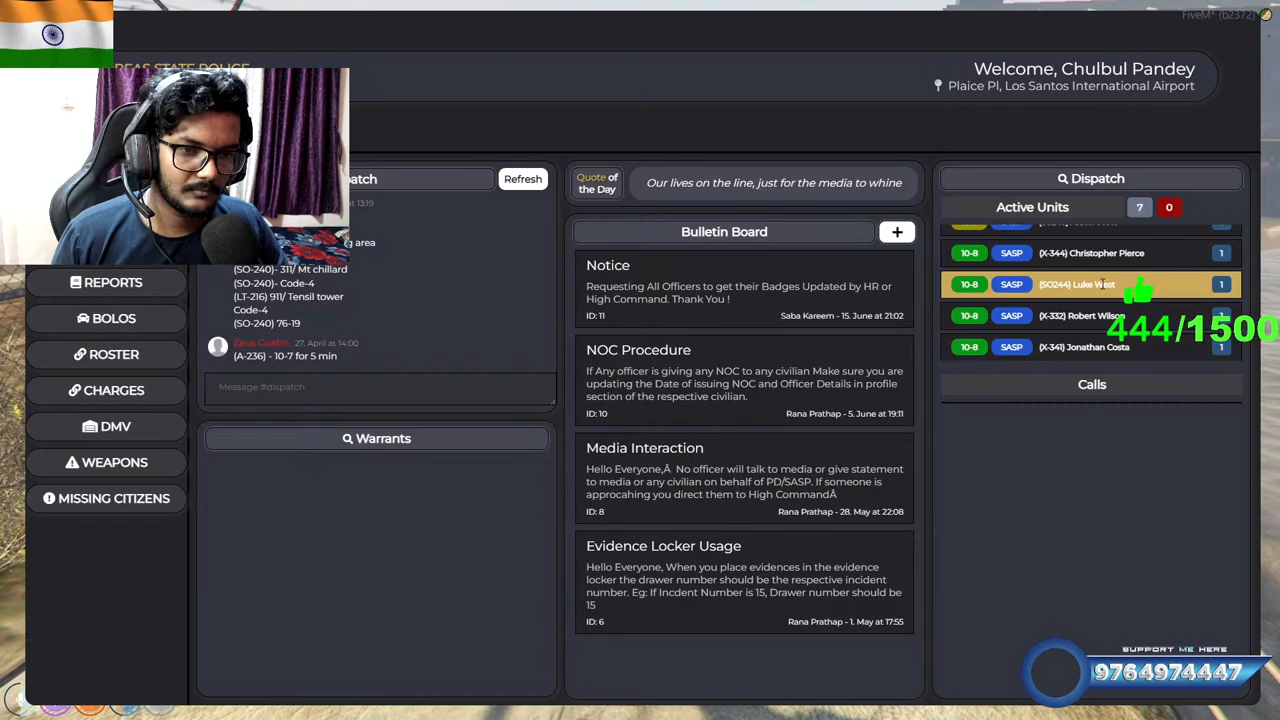 FiveM* (b2372)
Welcome, Chulbul Pandey
Plaice Pl, Los Santos International Airport
Refresh
at 13:19
area
(SO-240)- 311/ Mt chillard
(SO-240)- Code-4
(LT-216) 911/ Tensil tower
Code-4
(SO-240) 76-19
Zeus Gustin 27. April at 14:00
(A-236) - 10-7 for 5 min
Message #dispatch
Warrants
REPORTS
BOLOS
ROSTER
CHARGES
DMV
WEAPONS
MISSING CITIZENS
Quote of
the Day
Our lives on the line, just for the media to whine
Bulletin Board
+
Notice
Requesting All Officers to get their Badges Updated by HR or
High Command. Thank You !
ID: 11
Saba Kareem - 15. June at 21:02
NOC Procedure
If Any officer is giving any NOC to any civilian Make sure you are
updating the Date of issuing NOC and Officer Details in profile
section of the respective civilian.
ID: 10
Rana Prathap - 5. June at 19:11
Media Interaction
Hello Everyone,Â No officer will talk to media or give statement
to media or any civilian on behalf of PD/SASP. If someone is
approcahing you direct them to High CommandÂ
ID: 8
Rana Prathap - 28. May at 22:08
Evidence Locker Usage
Hello Everyone, When you place evidences in the evidence
locker the drawer number should be the respective incident
number. Eg: If Incdent Number is 15, Drawer number should be
15
ID: 6
Rana Prathap - 1. May at 17:55
Dispatch
Active Units 7 0
10-8 SASP (X-344) Christopher Pierce 1
10-8 SASP (SO244) Luke West 1
10-8 SASP (X-332) Robert Wilson
10-8 SASP (X-341) Jonathan Costa 1
444/1500
Calls
SUPPORT ME HERE
9764974447